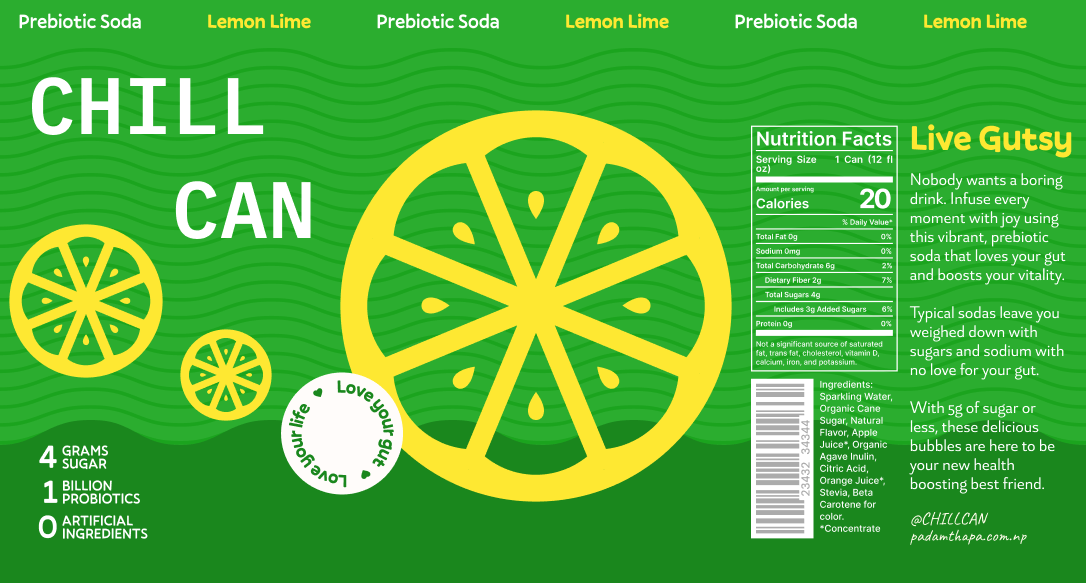 Prebiotic Soda Lemon Lime Prebiotic Soda Lemon Lime Prebiotic Soda Lemon Lime
CHILL
CAN
Love your gut
Love your life
4 GRAMS
SUGAR
1 BILLION
PROBIOTICS
0 ARTIFICIAL
INGREDIENTS
Nutrition Facts
Serving Size 1 Can (12 fl
oz)
Amount per serving
Calories 20
% Daily Value*
Total Fat 0g 0%
Sodium 0mg 0%
Total Carbohydrate 6g 2%
Dietary Fiber 2g 7%
Total Sugars 4g
Includes 3g Added Sugars 6%
Protein 0g 0%
Not a significant source of saturated
fat, trans fat, cholesterol, vitamin D,
calcium, iron, and potassium.
23432 34344
Ingredients:
Sparkling Water,
Organic Cane
Sugar, Natural
Flavor, Apple
Juice*, Organic
Agave Inulin,
Citric Acid,
Orange Juice*,
Stevia, Beta
Carotene for
color.
*Concentrate
Live Gutsy
Nobody wants a boring
drink. Infuse every
moment with joy using
this vibrant, prebiotic
soda that loves your gut
and boosts your vitality.
Typical sodas leave you
weighed down with
sugars and sodium with
no love for your gut.
With 5g of sugar or
less, these delicious
bubbles are here to be
your new health
boosting best friend.
@CHILLCAN
padamthapa.com.np